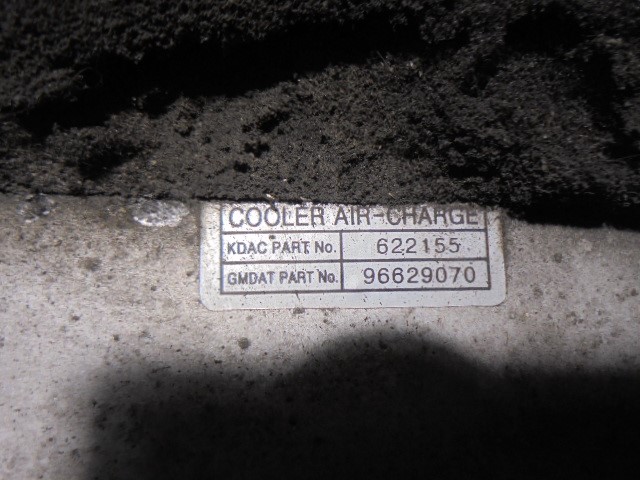 COOLER AIR-CHARGE
KDAC PART No. 622155
GMDAT PART No. 96629070